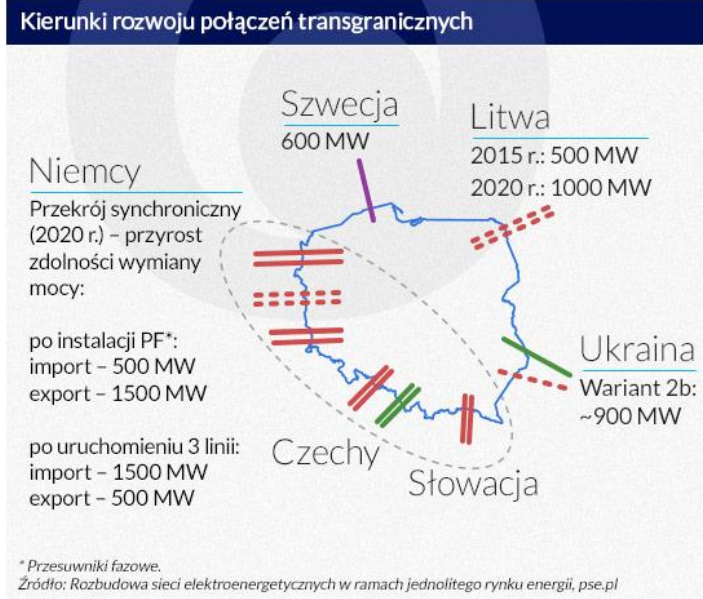 Kierunki rozwoju połączeń transgranicznych
Szwecja
600 MW
Litwa
2015 r.: 500 MW
2020 r.: 1000 MW
Niemcy
Przekrój synchroniczny
(2020 r.) – przyrost
zdolności wymiany
mocy:
po instalacji PF*:
import – 500 MW
export – 1500 MW
po uruchomieniu 3 linii:
import – 1500 MW
export – 500 MW
Ukraina
Wariant 2b:
~900 MW
Czechy
Słowacja
* Przesuwniki fazowe.
Źródło: Rozbudowa sieci elektroenergetycznych w ramach jednolitego rynku energii, pse.pl